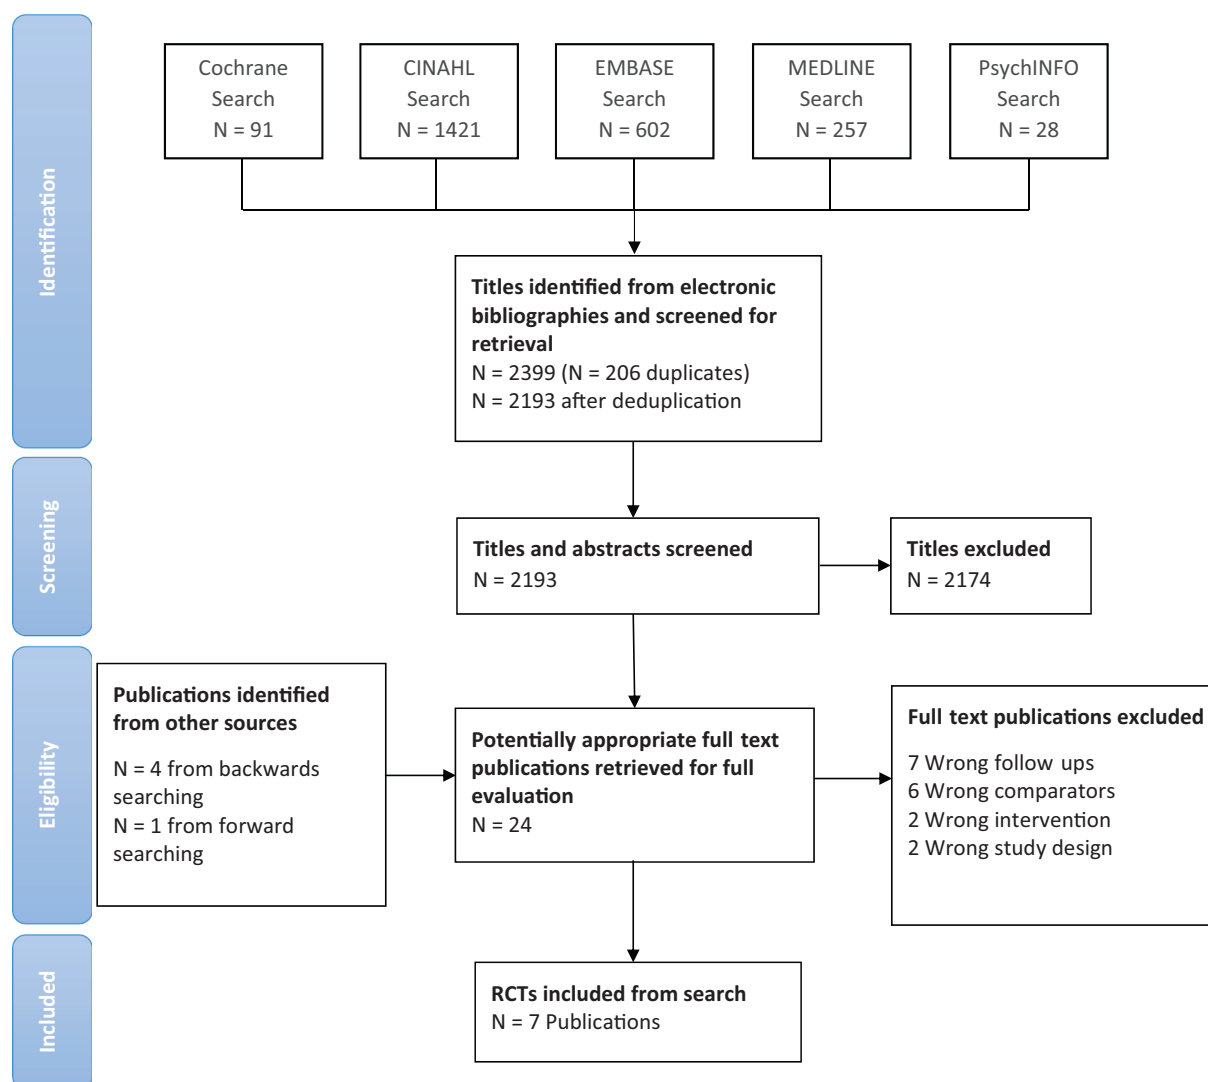 Identification
Cochrane
Search
N = 91
CINAHL
Search
N = 1421
EMBASE
Search
N = 602
MEDLINE
Search
N = 257
PsychINFO
Search
N = 28
Titles identified from electronic
bibliographies and screened for
retrieval
N = 2399 (N = 206 duplicates)
N = 2193 after deduplication
Screening
Titles and abstracts screened
N = 2193
Titles excluded
N = 2174
Eligibility
Publications identified
from other sources
N = 4 from backwards
searching
N = 1 from forward
searching
Potentially appropriate full text
publications retrieved for full
evaluation
N = 24
Full text publications excluded
7 Wrong follow ups
6 Wrong comparators
2 Wrong intervention
2 Wrong study design
Included
RCTs included from search
N = 7 Publications